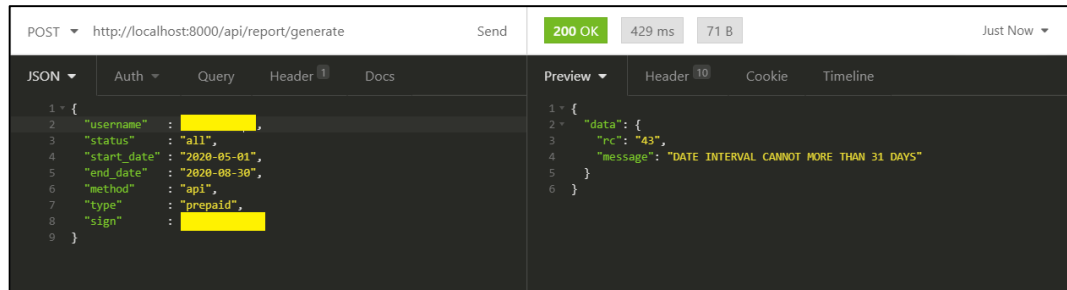 POST http://localhost:8000/api/report/generate Send
200 OK 429 ms 71 B Just Now
JSON Auth Query Header 1 Docs
Preview Header 10 Cookie Timeline
1 {
2 "username" : ,
3 "status" : "all",
4 "start_date" : "2020-05-01",
5 "end_date" : "2020-08-30",
6 "method" : "api",
7 "type" : "prepaid",
8 "sign" :
9 }
1 {
2 "data": {
3 "rc": "43",
4 "message": "DATE INTERVAL CANNOT MORE THAN 31 DAYS"
5 }
6 }